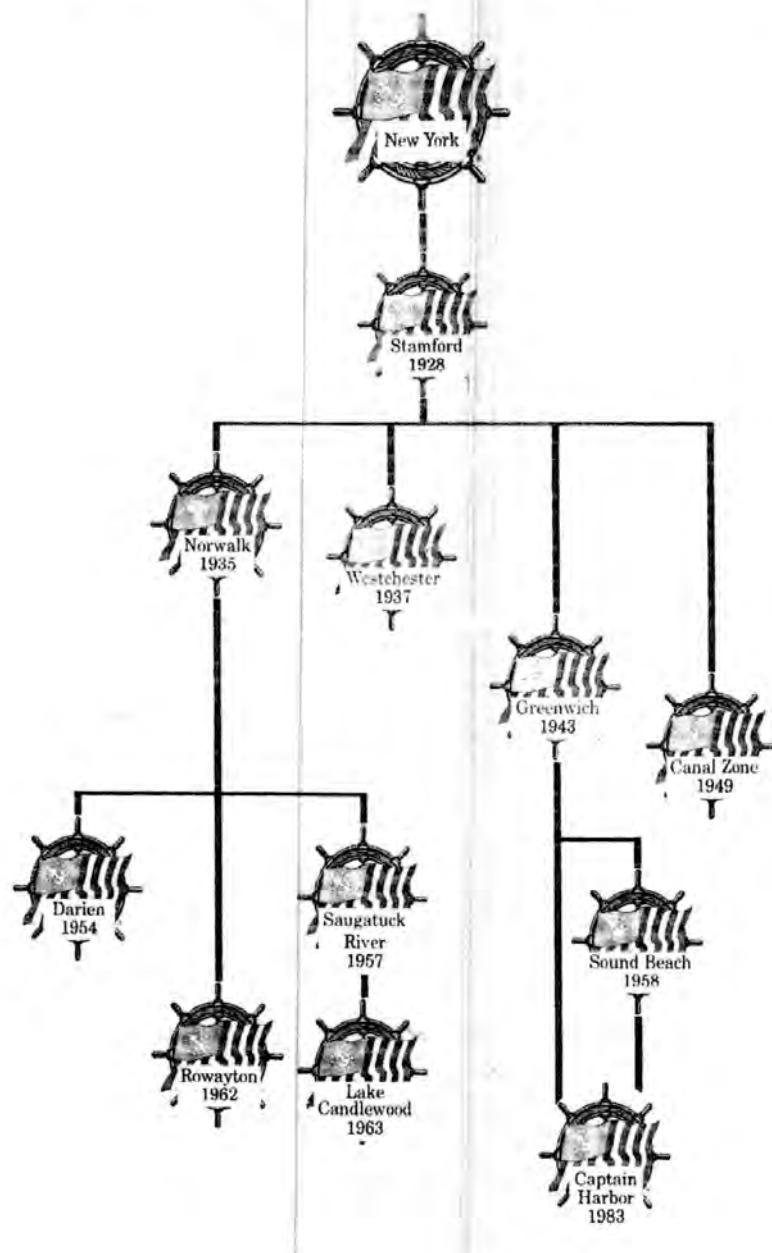 New York
Stamford
1928
Norwalk
1935
Westchester
1937
Greenwich
1943
Canal Zone
1949
Darien
1954
Saugatuck
River
1957
Sound Beach
1958
Rowayton
1962
Lake
Candlewood
1963
Captain
Harbor
1983